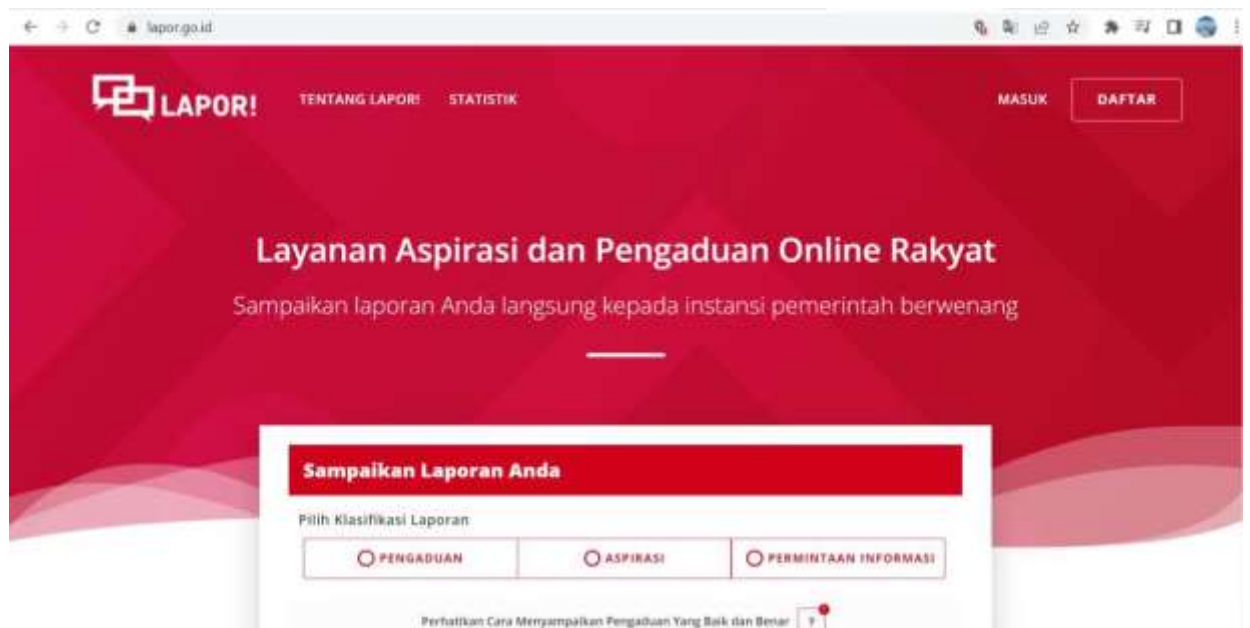 lapor.go.id
LAPOR! TENTANG LAPOR! STATISTIK MASUK DAFTAR
Layanan Aspirasi dan Pengaduan Online Rakyat
Sampaikan laporan Anda langsung kepada instansi pemerintah berwenang
Sampaikan Laporan Anda
Pilih Klasifikasi Laporan
PENGADUAN ASPIRASI PERMINTAAN INFORMASI
Perhatikan Cara Menyampaikan Pengaduan Yang Baik dan Benar ?